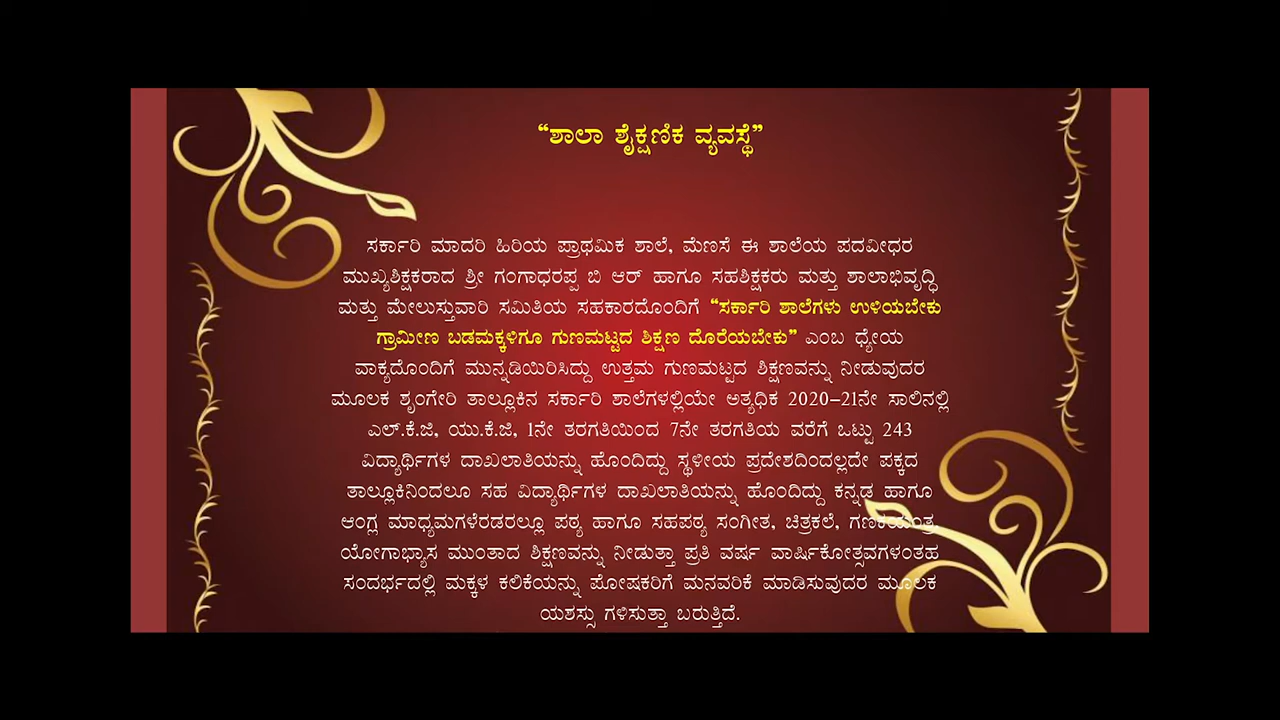 “ಶಾಲಾ ಶೈಕ್ಷಣಿಕ ವ್ಯವಸ್ಥೆ”
ಸರ್ಕಾರಿ ಮಾದರಿ ಹಿರಿಯ ಪ್ರಾಥಮಿಕ ಶಾಲೆ, ಮೆಣಸೆ ಈ ಶಾಲೆಯ ಪದವೀಧರ
ಮುಖ್ಯಶಿಕ್ಷಕರಾದ ಶ್ರೀ ಗಂಗಾಧರಪ್ಪ ಬಿ ಆರ್ ಹಾಗೂ ಸಹಶಿಕ್ಷಕರು ಮತ್ತು ಶಾಲಾಭಿವೃದ್ಧಿ
ಮತ್ತು ಮೇಲುಸ್ತುವಾರಿ ಸಮಿತಿಯ ಸಹಕಾರದೊಂದಿಗೆ “ಸರ್ಕಾರಿ ಶಾಲೆಗಳು ಉಳಿಯಬೇಕು
ಗ್ರಾಮೀಣ ಬಡಮಕ್ಕಳಿಗೂ ಗುಣಮಟ್ಟದ ಶಿಕ್ಷಣ ದೊರೆಯಬೇಕು” ಎಂಬ ಧ್ಯೇಯ
ವಾಕ್ಯದೊಂದಿಗೆ ಮುನ್ನಡಿಯಿರಿಸಿದ್ದು ಉತ್ತಮ ಗುಣಮಟ್ಟದ ಶಿಕ್ಷಣವನ್ನು ನೀಡುವುದರ
ಮೂಲಕ ಶೃಂಗೇರಿ ತಾಲ್ಲೂಕಿನ ಸರ್ಕಾರಿ ಶಾಲೆಗಳಲ್ಲಿಯೇ ಅತ್ಯಧಿಕ 2020–21ನೇ ಸಾಲಿನಲ್ಲಿ
ಎಲ್.ಕೆ.ಜಿ, ಯು.ಕೆ.ಜಿ, 1ನೇ ತರಗತಿಯಿಂದ 7ನೇ ತರಗತಿಯ ವರೆಗೆ ಒಟ್ಟು 243
ವಿದ್ಯಾರ್ಥಿಗಳ ದಾಖಲಾತಿಯನ್ನು ಹೊಂದಿದ್ದು ಸ್ಥಳೀಯ ಪ್ರದೇಶದಿಂದಲ್ಲದೇ ಪಕ್ಕದ
ತಾಲ್ಲೂಕಿನಿಂದಲೂ ಸಹ ವಿದ್ಯಾರ್ಥಿಗಳ ದಾಖಲಾತಿಯನ್ನು ಹೊಂದಿದ್ದು ಕನ್ನಡ ಹಾಗೂ
ಆಂಗ್ಲ ಮಾಧ್ಯಮಗಳೆರಡರಲ್ಲೂ ಪಠ್ಯ ಹಾಗೂ ಸಹಪಠ್ಯ ಸಂಗೀತ, ಚಿತ್ರಕಲೆ, ಗಣಕಯಂತ್ರ,
ಯೋಗಾಭ್ಯಾಸ ಮುಂತಾದ ಶಿಕ್ಷಣವನ್ನು ನೀಡುತ್ತಾ ಪ್ರತಿ ವರ್ಷ ವಾರ್ಷಿಕೋತ್ಸವಗಳಂತಹ
ಸಂದರ್ಭದಲ್ಲಿ ಮಕ್ಕಳ ಕಲಿಕೆಯನ್ನು ಪೋಷಕರಿಗೆ ಮನವರಿಕೆ ಮಾಡಿಸುವುದರ ಮೂಲಕ
ಯಶಸ್ಸು ಗಳಿಸುತ್ತಾ ಬರುತ್ತಿದೆ.